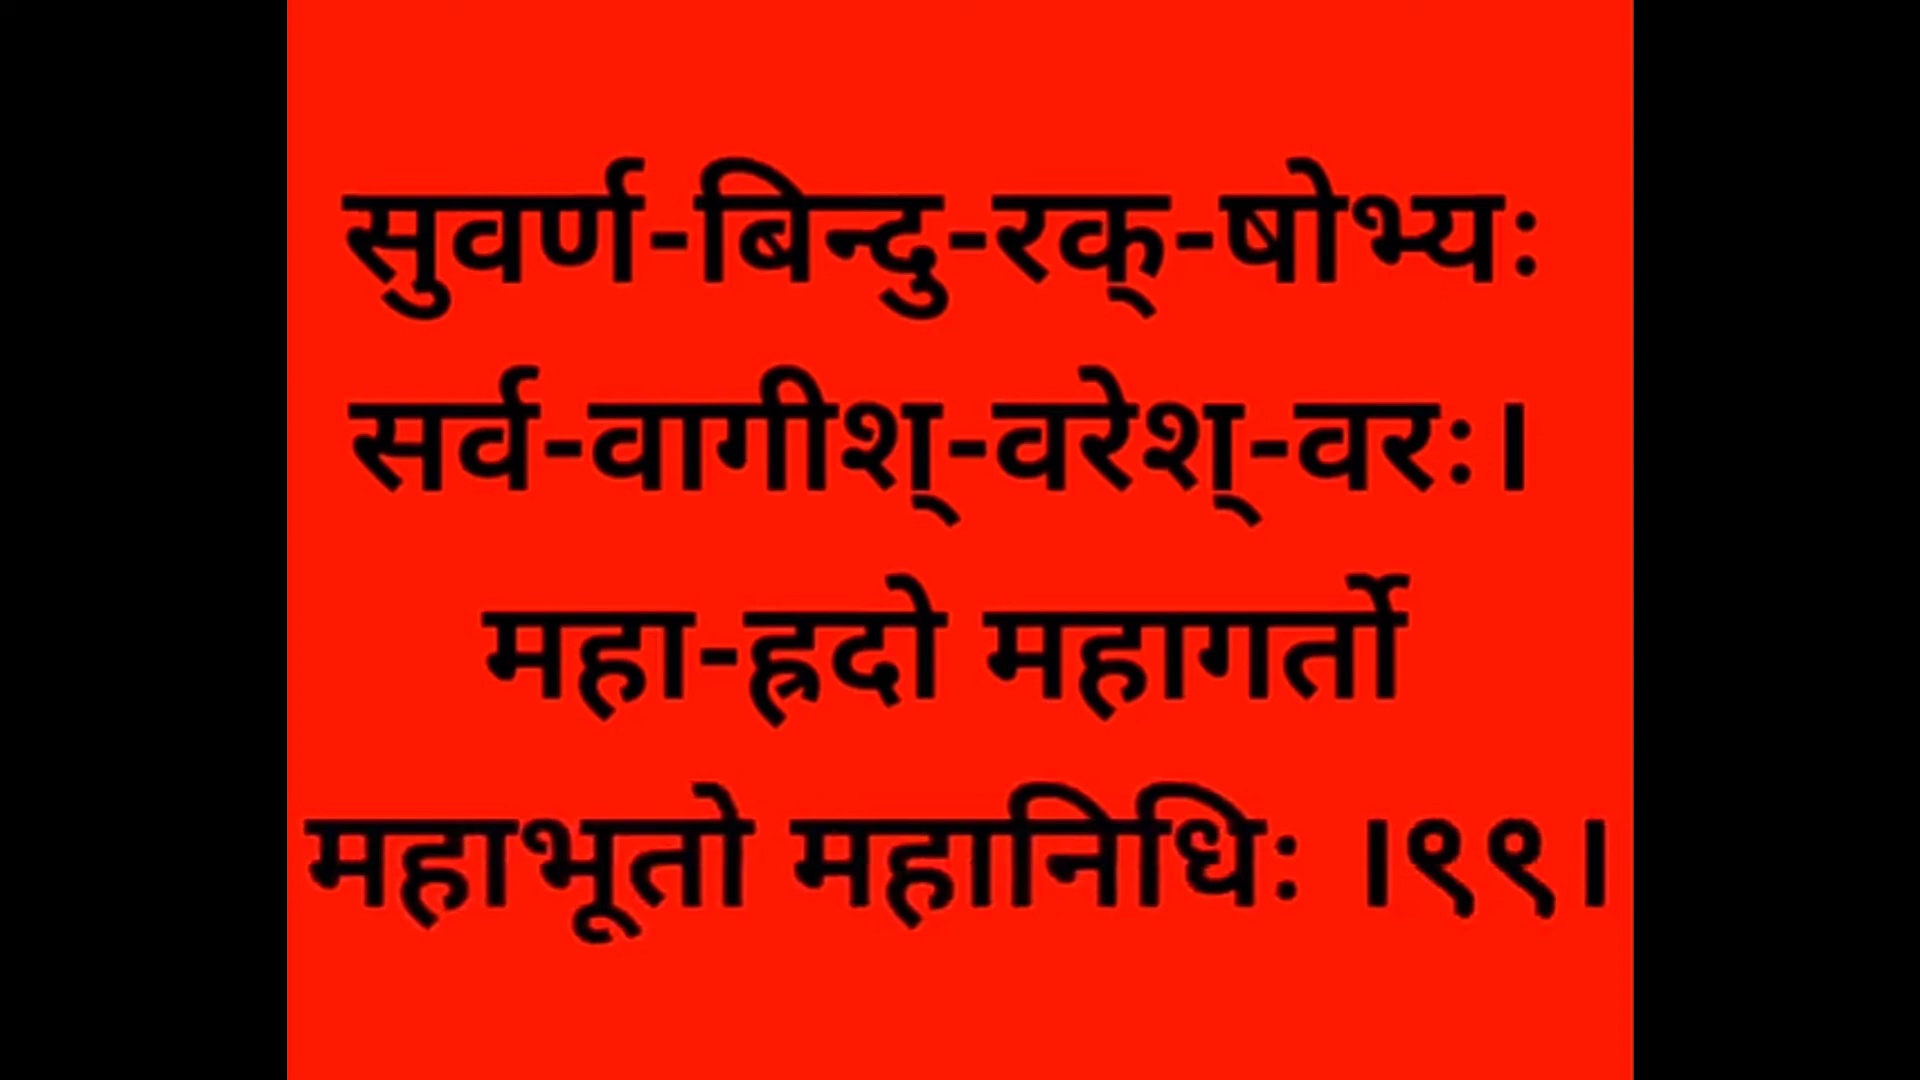 सुवर्ण-बिन्दु-रक्-षोभ्यः
सर्व-वागीश्-वरेश्-वरः।
महा-ह्रदो महागर्तो
महाभूतो महानिधिः ।९९।